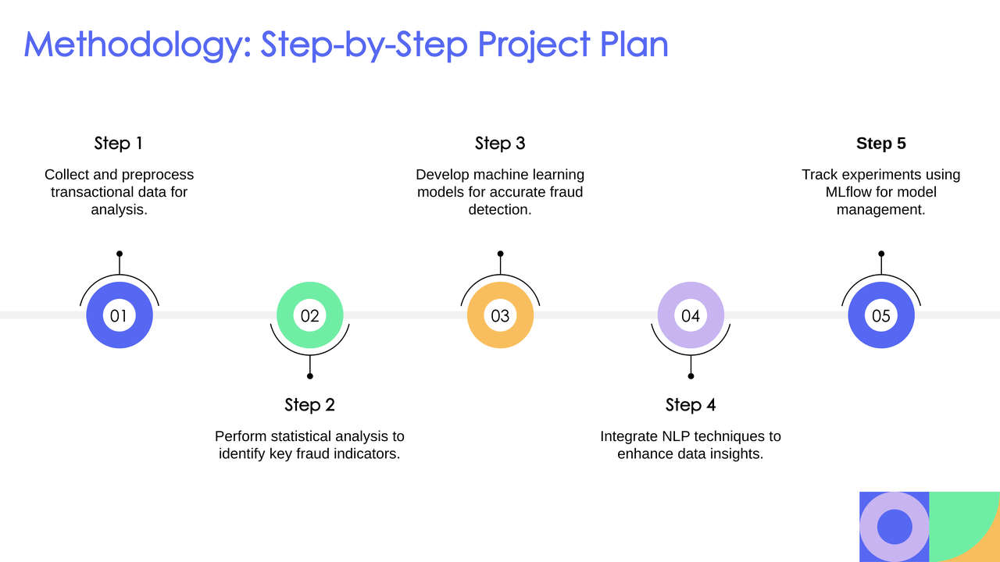 Methodology: Step-by-Step Project Plan
Step 1
Collect and preprocess
transactional data for
analysis.
Step 3
Develop machine learning
models for accurate fraud
detection.
Step 5
Track experiments using
MLflow for model
management.
01
02
03
04
05
Step 2
Perform statistical analysis to
identify key fraud indicators.
Step 4
Integrate NLP techniques to
enhance data insights.